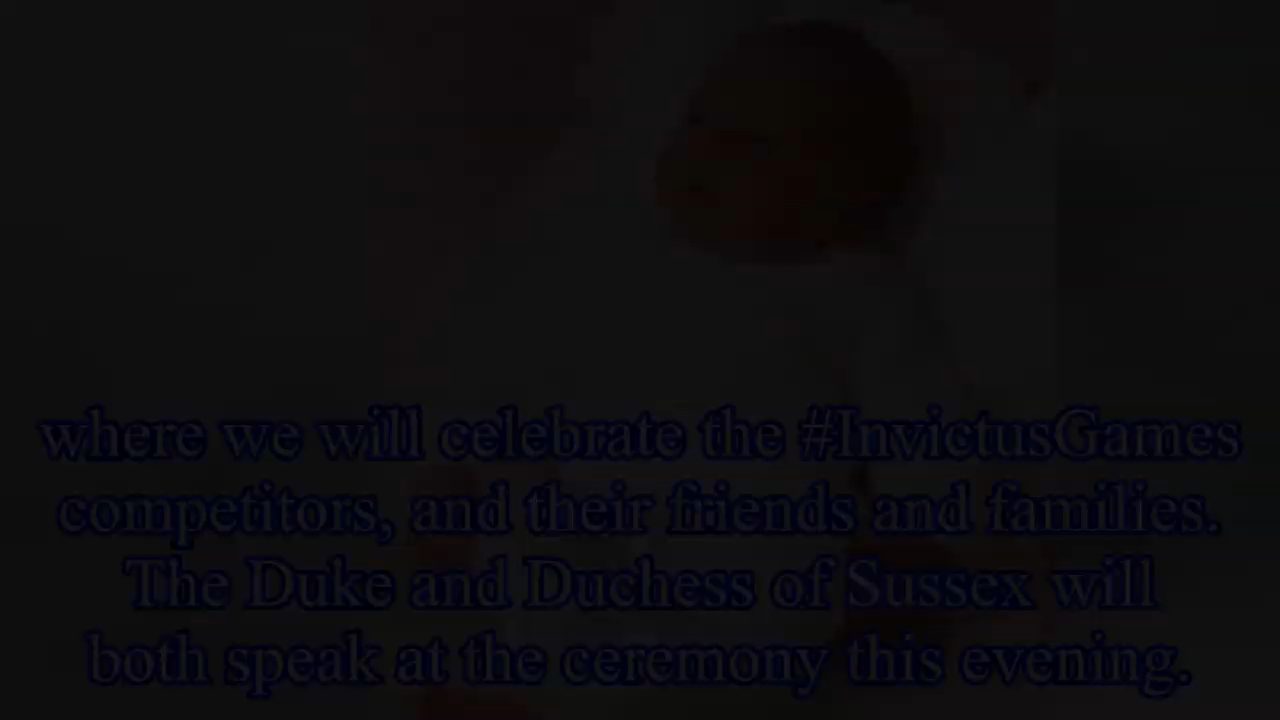 where we will celebrate the #InvictusGames
competitors, and their friends and families.
The Duke and Duchess of Sussex will
both speak at the ceremony this evening.